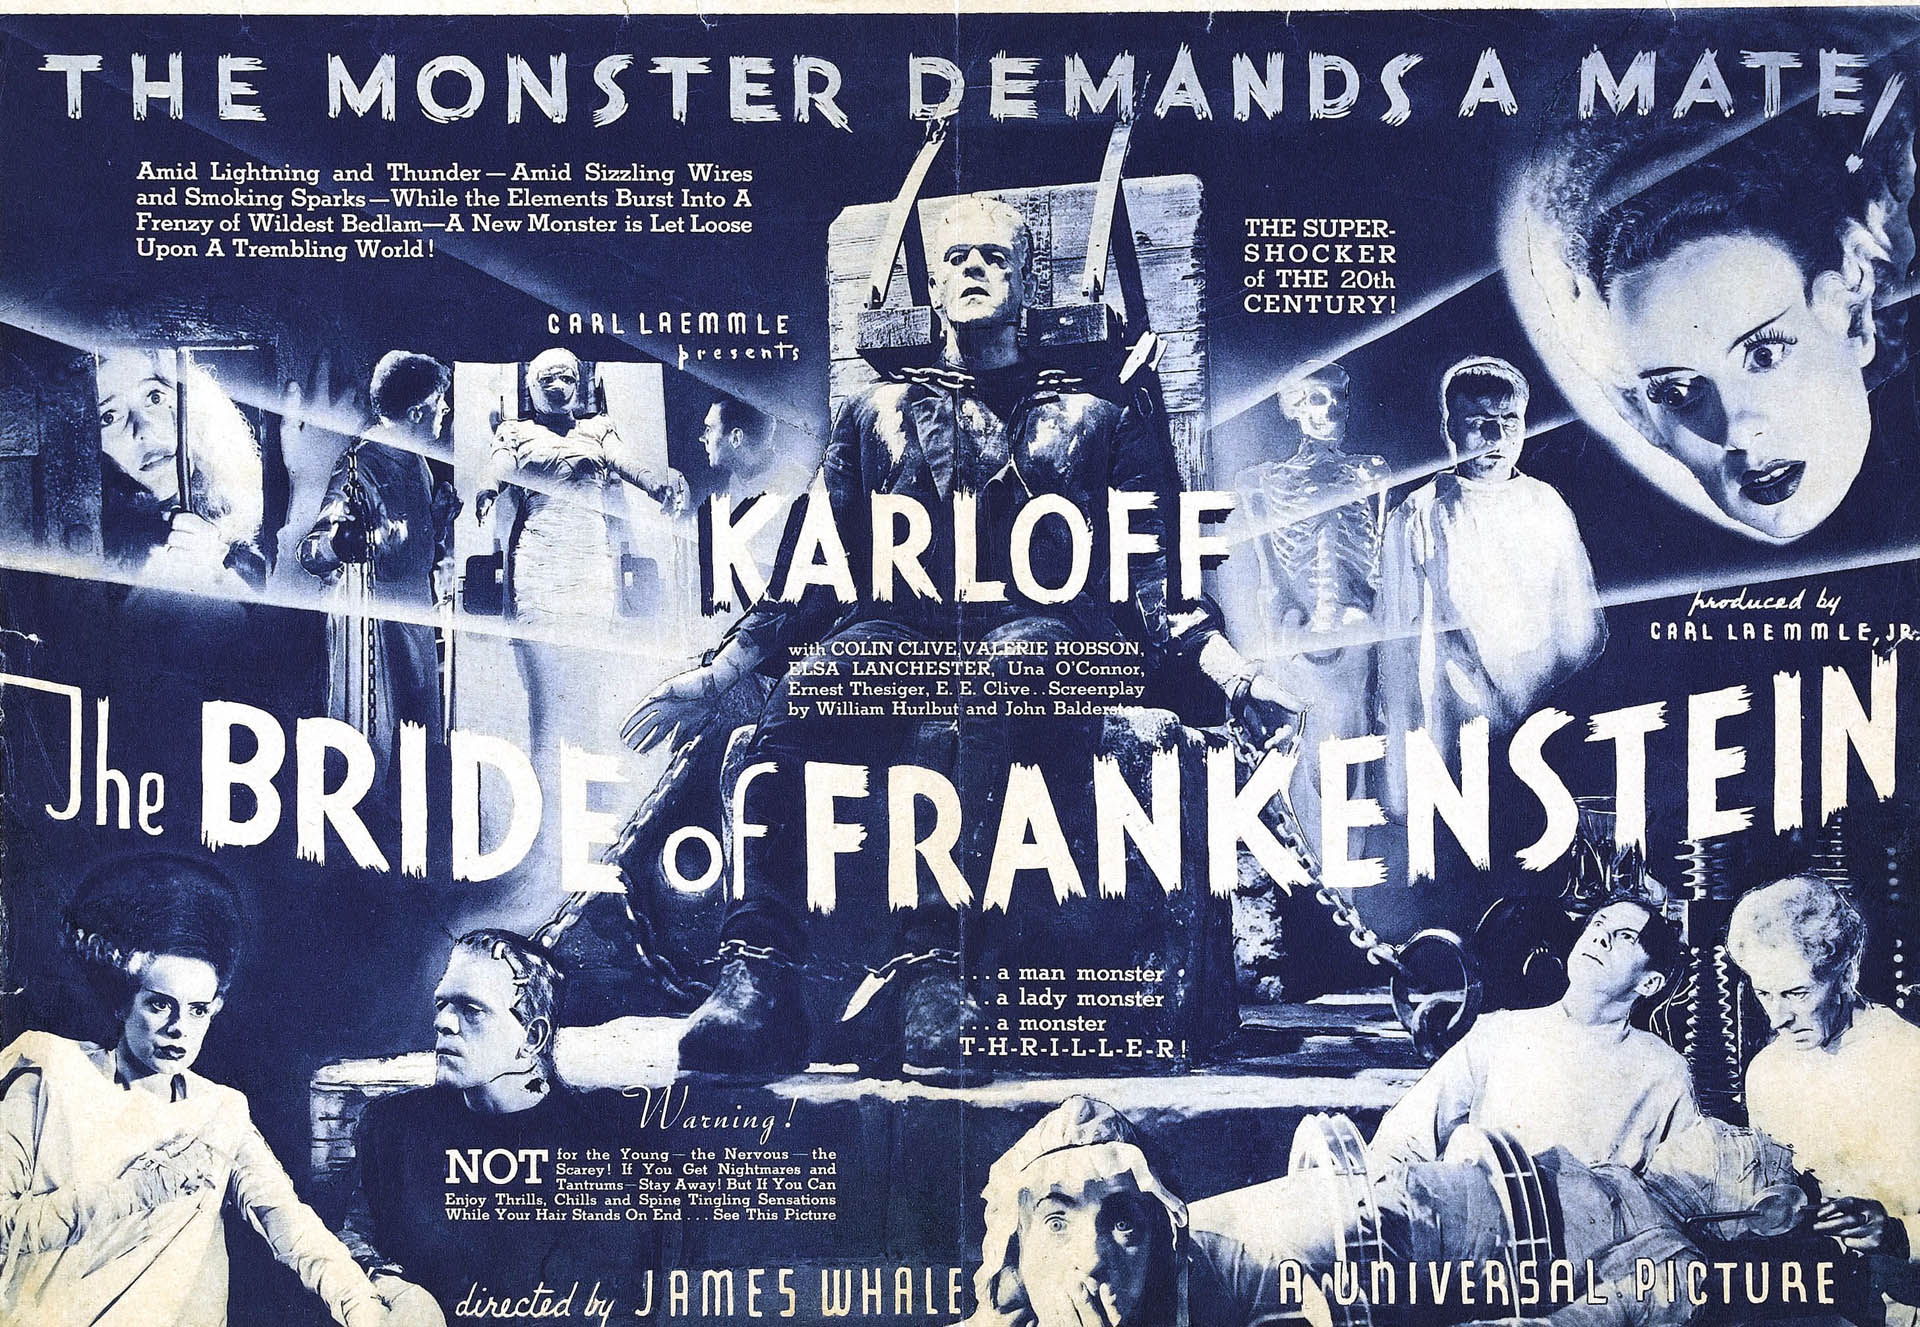 THE MONSTER DEMANDS A MATE!
Amid Lightning and Thunder—Amid Sizzling Wires
and Smoking Sparks—While the Elements Burst Into A
Frenzy of Wildest Bedlam—A New Monster is Let Loose
Upon A Trembling World!
THE SUPER-
SHOCKER
of THE 20th
CENTURY!
CARL LAEMMLE
presents
KARLOFF
with COLIN CLIVE, VALERIE HOBSON,
ELSA LANCHESTER, Una O'Connor,
Ernest Thesiger, E. E. Clive..Screenplay
by William Hurlbut and John Balderston
produced by
CARL LAEMMLE, JR.
The BRIDE of FRANKENSTEIN
...a man monster
...a lady monster
...a monster
T-H-R-I-L-L-E-R!
Warning!
NOT for the Young—the Nervous—the
Scarey! If You Get Nightmares and
Tantrums—Stay Away! But If You Can
Enjoy Thrills, Chills and Spine Tingling Sensations
While Your Hair Stands On End...See This Picture
directed by JAMES WHALE
A UNIVERSAL PICTURE